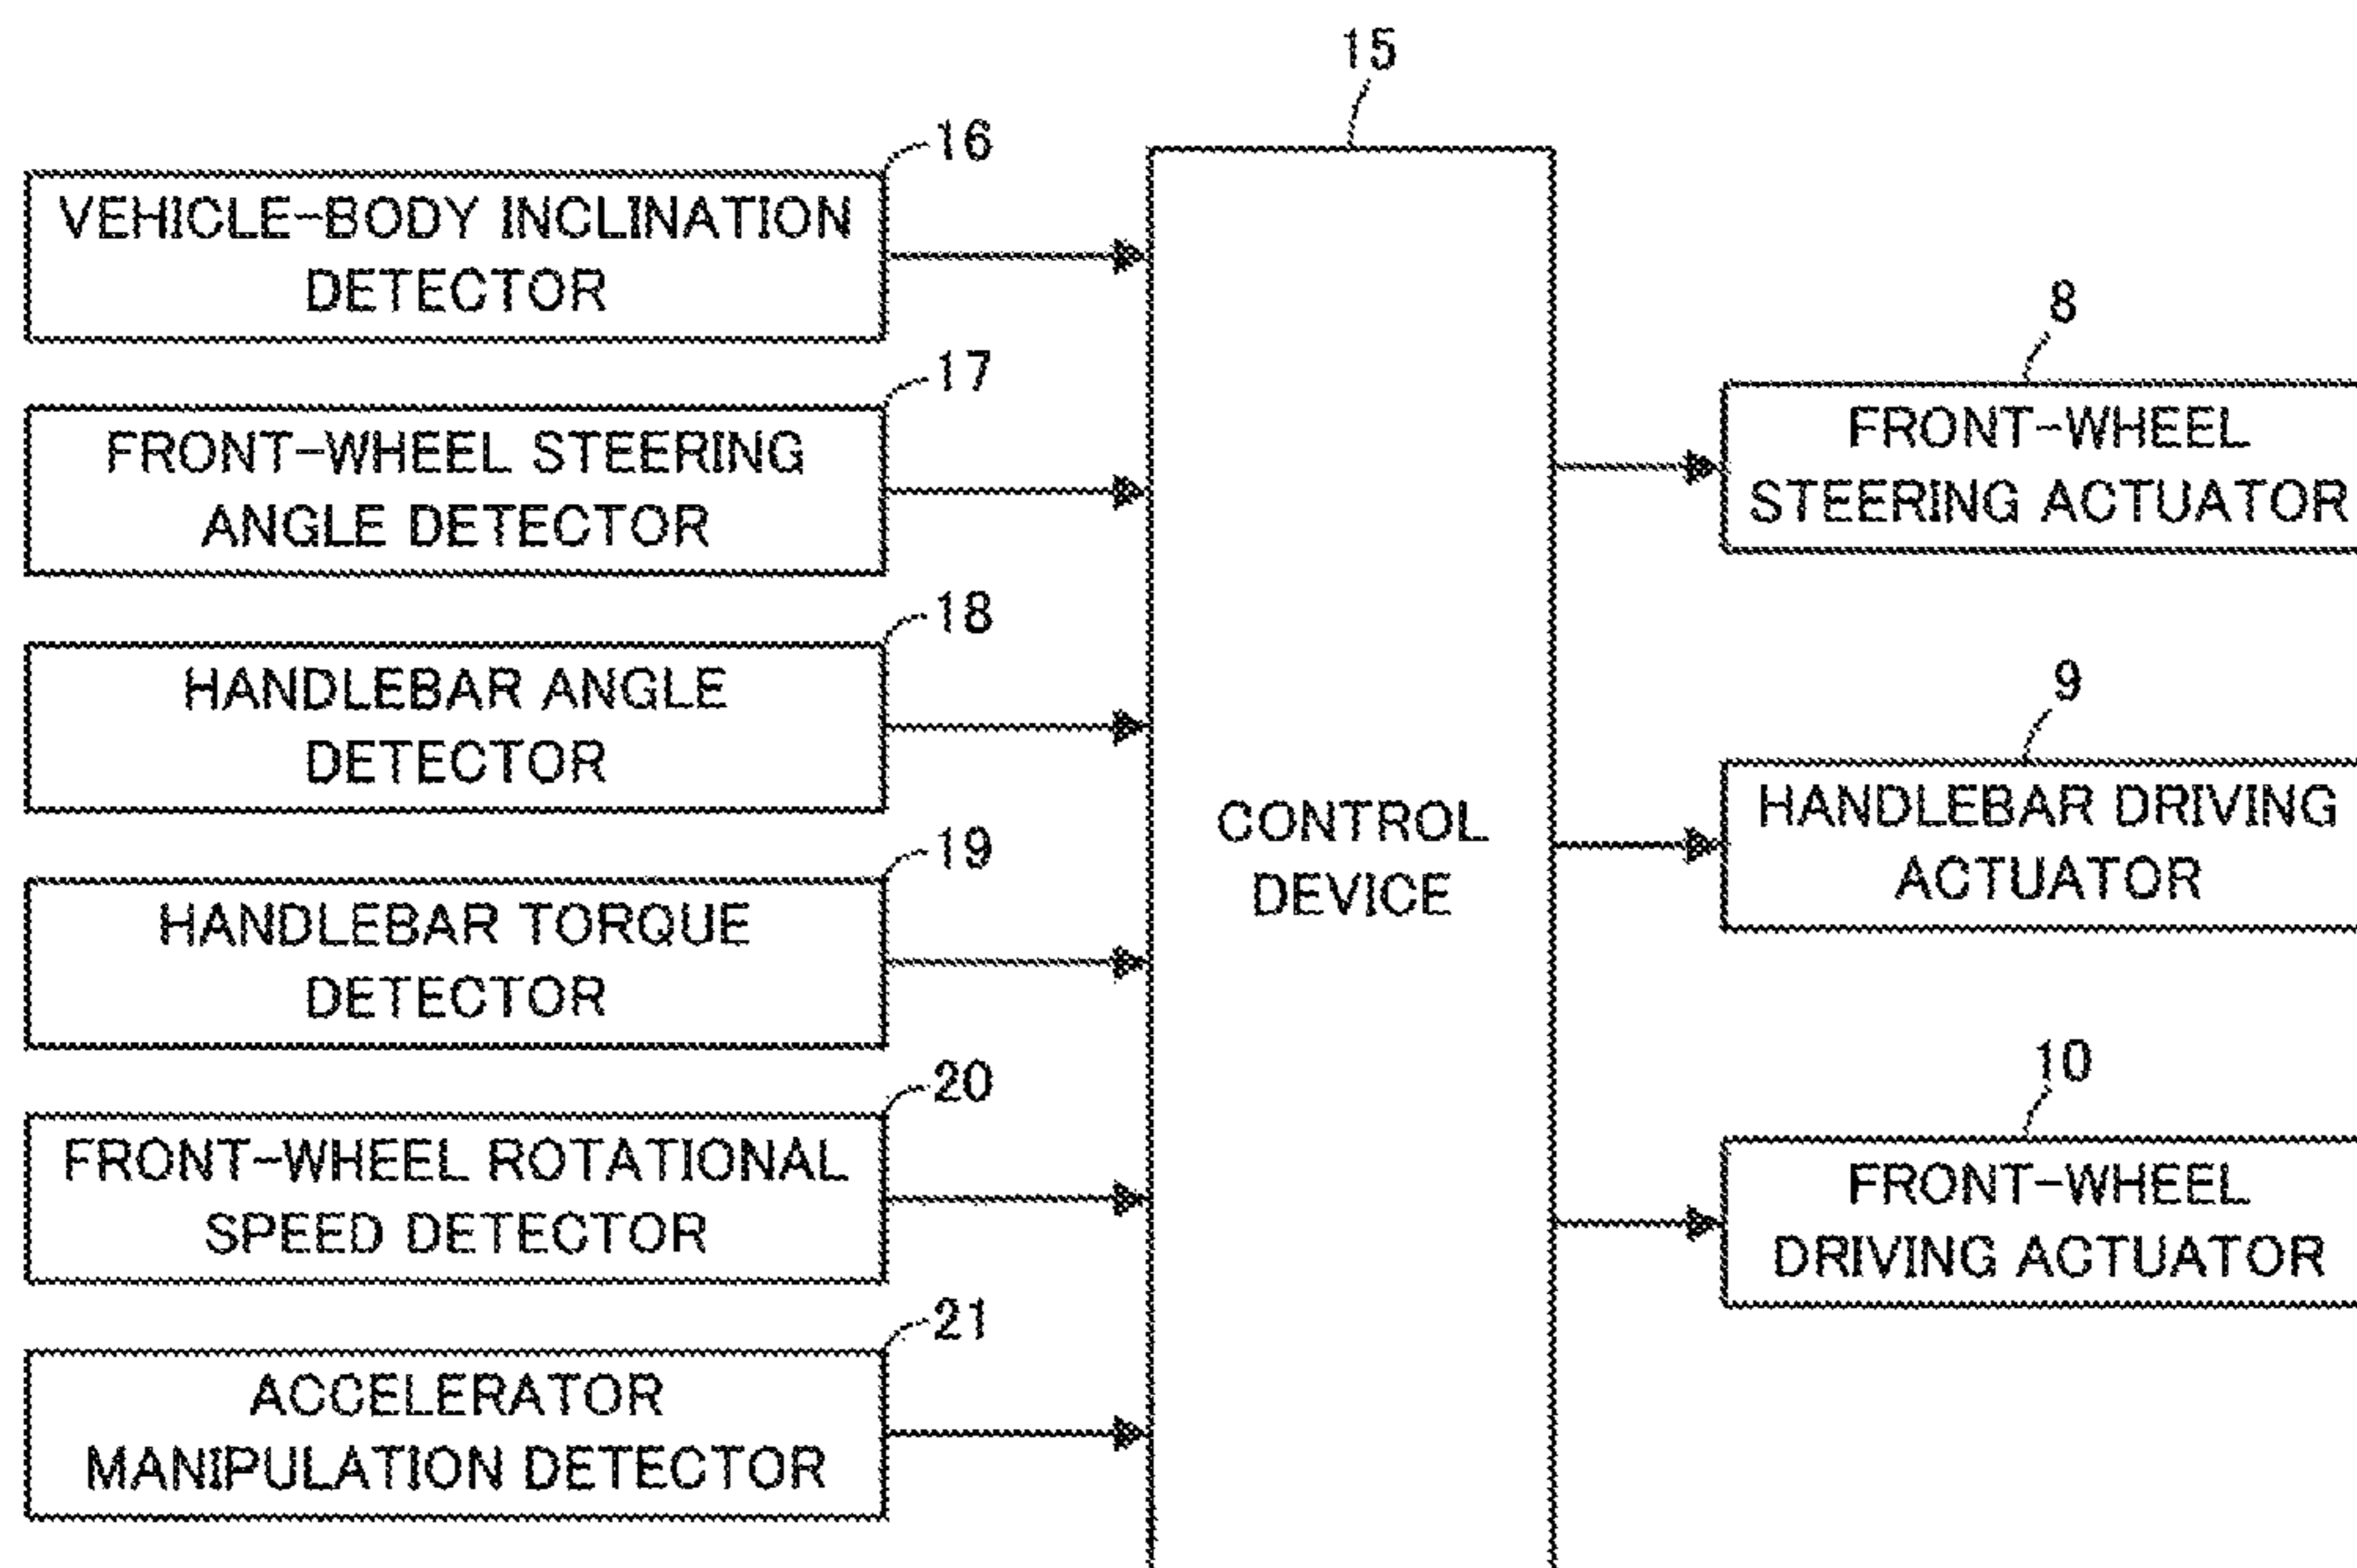 15
16
VEHICLE-BODY INCLINATION
DETECTOR
17
FRONT-WHEEL STEERING
ANGLE DETECTOR
18
HANDLEBAR ANGLE
DETECTOR
19
HANDLEBAR TORQUE
DETECTOR
20
FRONT-WHEEL ROTATIONAL
SPEED DETECTOR
21
ACCELERATOR
MANIPULATION DETECTOR
CONTROL
DEVICE
8
FRONT-WHEEL
STEERING ACTUATOR
9
HANDLEBAR DRIVING
ACTUATOR
10
FRONT-WHEEL
DRIVING ACTUATOR